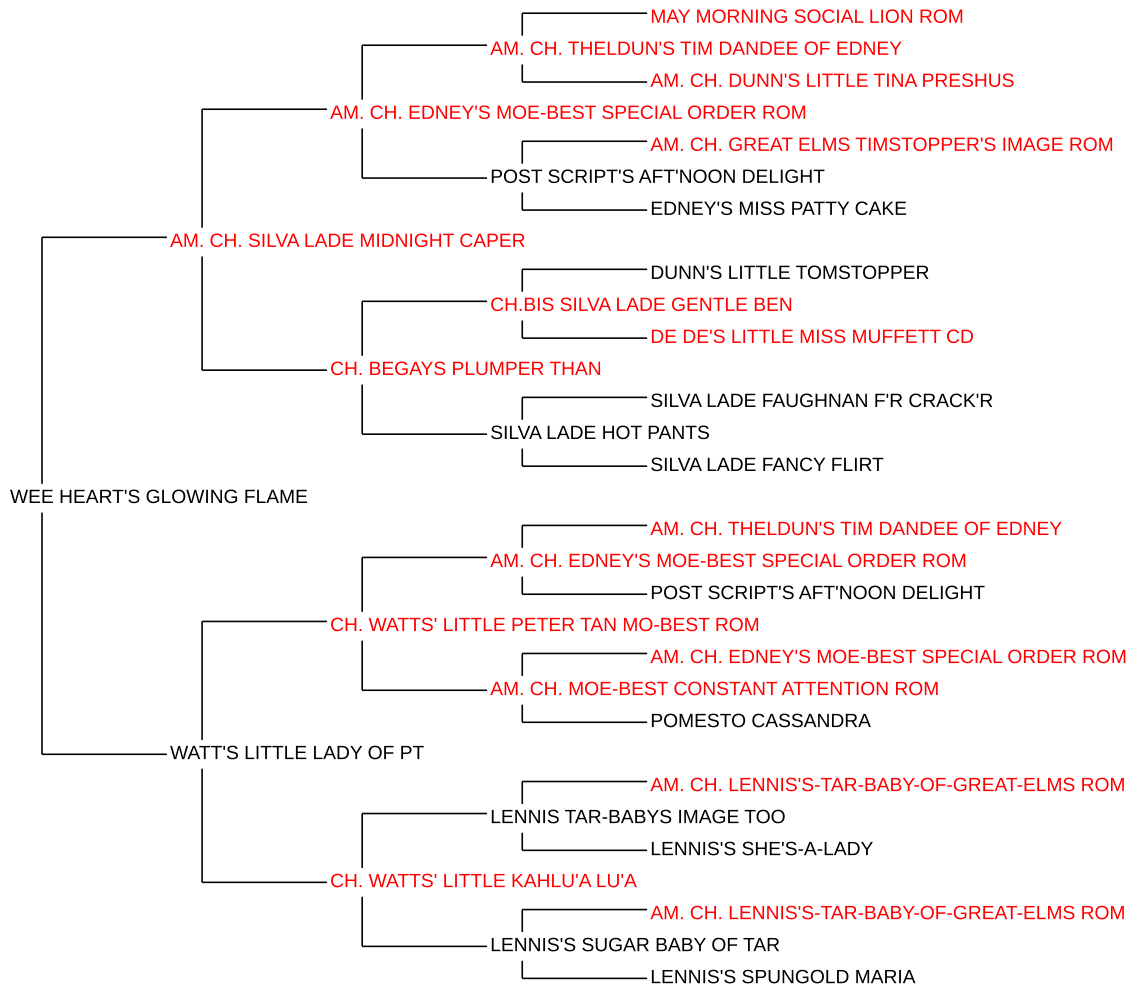 MAY MORNING SOCIAL LION ROM
AM. CH. THELDUN'S TIM DANDEE OF EDNEY
AM. CH. DUNN'S LITTLE TINA PRESHUS
AM. CH. EDNEY'S MOE-BEST SPECIAL ORDER ROM
AM. CH. GREAT ELMS TIMSTOPPER'S IMAGE ROM
POST SCRIPT'S AFT'NOON DELIGHT
EDNEY'S MISS PATTY CAKE
AM. CH. SILVA LADE MIDNIGHT CAPER
DUNN'S LITTLE TOMSTOPPER
CH.BIS SILVA LADE GENTLE BEN
DE DE'S LITTLE MISS MUFFETT CD
CH. BEGAYS PLUMPER THAN
SILVA LADE FAUGHNAN F'R CRACK'R
SILVA LADE HOT PANTS
SILVA LADE FANCY FLIRT
WEE HEART'S GLOWING FLAME
AM. CH. THELDUN'S TIM DANDEE OF EDNEY
AM. CH. EDNEY'S MOE-BEST SPECIAL ORDER ROM
POST SCRIPT'S AFT'NOON DELIGHT
CH. WATTS' LITTLE PETER TAN MO-BEST ROM
AM. CH. EDNEY'S MOE-BEST SPECIAL ORDER ROM
AM. CH. MOE-BEST CONSTANT ATTENTION ROM
POMESTO CASSANDRA
WATT'S LITTLE LADY OF PT
AM. CH. LENNIS'S-TAR-BABY-OF-GREAT-ELMS ROM
LENNIS TAR-BABYS IMAGE TOO
LENNIS'S SHE'S-A-LADY
CH. WATTS' LITTLE KAHLU'A LU'A
AM. CH. LENNIS'S-TAR-BABY-OF-GREAT-ELMS ROM
LENNIS'S SUGAR BABY OF TAR
LENNIS'S SPUNGOLD MARIA